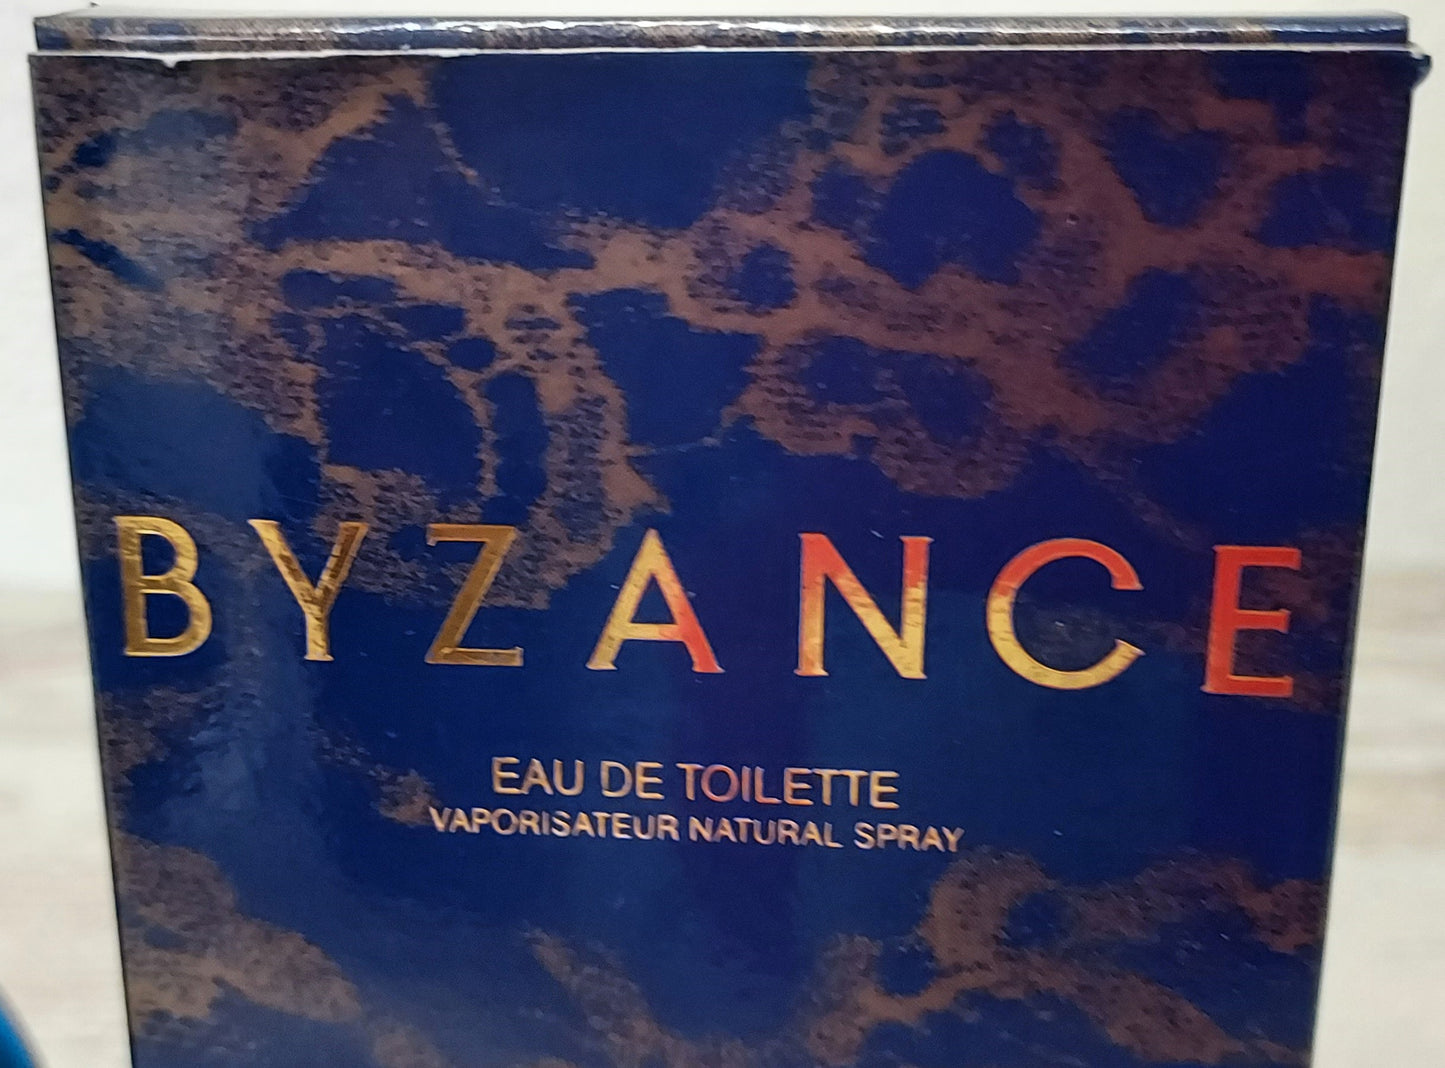 BYZANCE
EAU DE TOILETTE
VAPORISATEUR NATURAL SPRAY